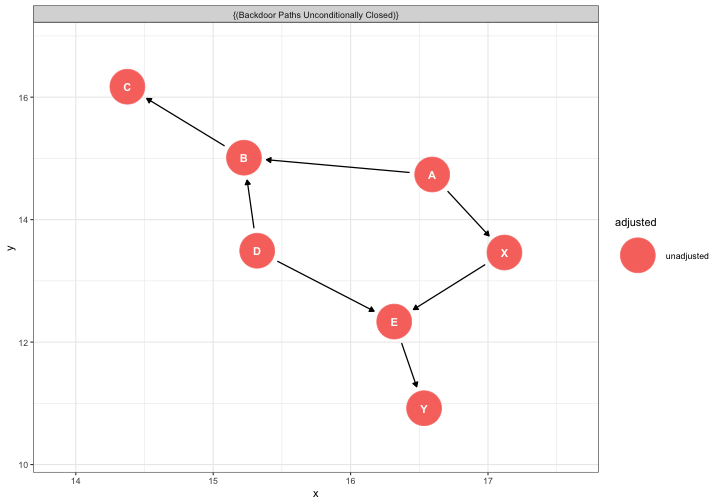 {(Backdoor Paths Unconditionally Closed)}
C
B
A
D
X
E
Y
16
14
12
10
y
14
15
16
17
x
adjusted
unadjusted